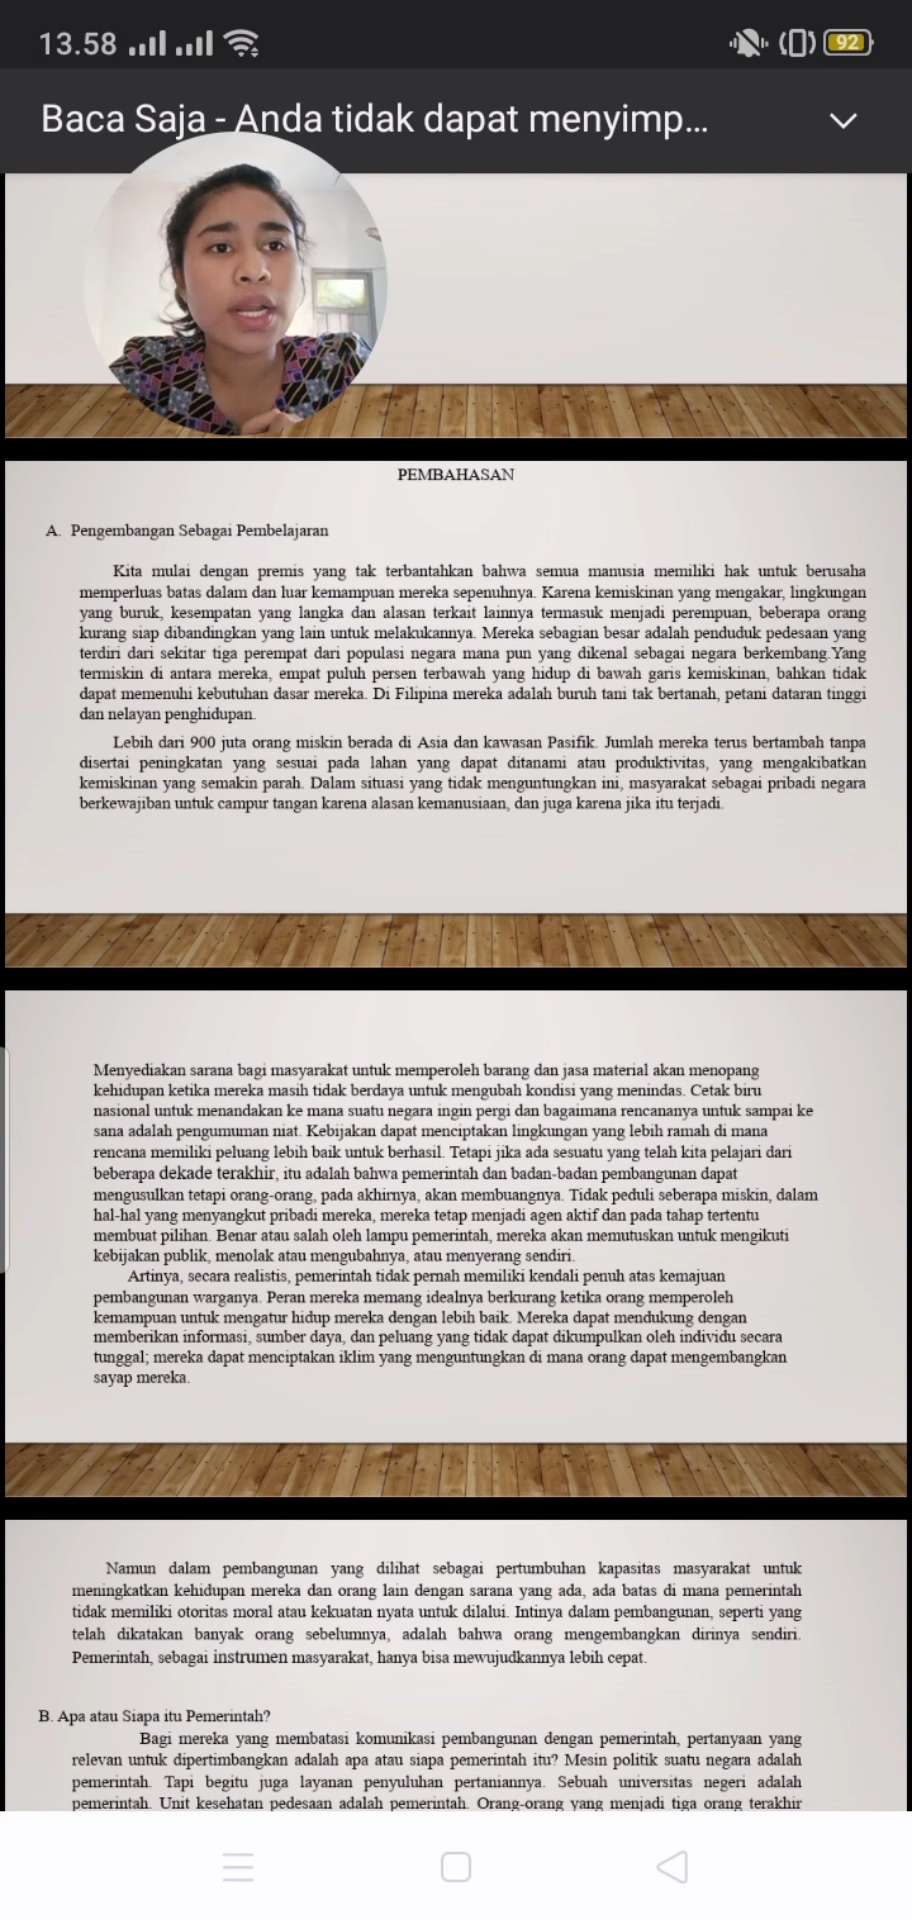 13.58
92
Baca Saja - Anda tidak dapat menyimp...
PEMBAHASAN
A. Pengembangan Sebagai Pembelajaran
Kita mulai dengan premis yang tak terbantahkan bahwa semua manusia memiliki hak untuk berusaha
memperluas batas dalam dan luar kemampuan mereka sepenuhnya. Karena kemiskinan yang mengakar, lingkungan
yang buruk, kesempatan yang langka dan alasan terkait lainnya termasuk menjadi perempuan, beberapa orang
kurang siap dibandingkan yang lain untuk melakukannya. Mereka sebagian besar adalah penduduk pedesaan yang
terdiri dari sekitar tiga perempat dari populasi negara mana pun yang dikenal sebagai negara berkembang.Yang
termiskin di antara mereka, empat puluh persen terbawah yang hidup di bawah garis kemiskinan, bahkan tidak
dapat memenuhi kebutuhan dasar mereka. Di Filipina mereka adalah buruh tani tak bertanah, petani dataran tinggi
dan nelayan penghidupan.
Lebih dari 900 juta orang miskin berada di Asia dan kawasan Pasifik. Jumlah mereka terus bertambah tanpa
disertai peningkatan yang sesuai pada lahan yang dapat ditanami atau produktivitas, yang mengakibatkan
kemiskinan yang semakin parah. Dalam situasi yang tidak menguntungkan ini, masyarakat sebagai pribadi negara
berkewajiban untuk campur tangan karena alasan kemanusiaan, dan juga karena jika itu terjadi.
Menyediakan sarana bagi masyarakat untuk memperoleh barang dan jasa material akan menopang
kehidupan ketika mereka masih tidak berdaya untuk mengubah kondisi yang menindas. Cetak biru
nasional untuk menandakan ke mana suatu negara ingin pergi dan bagaimana rencananya untuk sampai ke
sana adalah pengumuman niat. Kebijakan dapat menciptakan lingkungan yang lebih ramah di mana
rencana memiliki peluang lebih baik untuk berhasil. Tetapi jika ada sesuatu yang telah kita pelajari dari
beberapa dekade terakhir, itu adalah bahwa pemerintah dan badan-badan pembangunan dapat
mengusulkan tetapi orang-orang, pada akhirnya, akan membuangnya. Tidak peduli seberapa miskin, dalam
hal-hal yang menyangkut pribadi mereka, mereka tetap menjadi agen aktif dan pada tahap tertentu
membuat pilihan. Benar atau salah oleh lampu pemerintah, mereka akan memutuskan untuk mengikuti
kebijakan publik, menolak atau mengubahnya, atau menyerang sendiri.
Artinya, secara realistis, pemerintah tidak pernah memiliki kendali penuh atas kemajuan
pembangunan warganya. Peran mereka memang idealnya berkurang ketika orang memperoleh
kemampuan untuk mengatur hidup mereka dengan lebih baik. Mereka dapat mendukung dengan
memberikan informasi, sumber daya, dan peluang yang tidak dapat dikumpulkan oleh individu secara
tunggal; mereka dapat menciptakan iklim yang menguntungkan di mana orang dapat mengembangkan
sayap mereka.
Namun dalam pembangunan yang dilihat sebagai pertumbuhan kapasitas masyarakat untuk
meningkatkan kehidupan mereka dan orang lain dengan sarana yang ada, ada batas di mana pemerintah
tidak memiliki otoritas moral atau kekuatan nyata untuk dilalui. Intinya dalam pembangunan, seperti yang
telah dikatakan banyak orang sebelumnya, adalah bahwa orang mengembangkan dirinya sendiri.
Pemerintah, sebagai instrumen masyarakat, hanya bisa mewujudkannya lebih cepat.
B. Apa atau Siapa itu Pemerintah?
Bagi mereka yang membatasi komunikasi pembangunan dengan pemerintah, pertanyaan yang
relevan untuk dipertimbangkan adalah apa atau siapa pemerintah itu? Mesin politik suatu negara adalah
pemerintah. Tapi begitu juga layanan penyuluhan pertaniannya. Sebuah universitas negeri adalah
pemerintah. Unit kesehatan pedesaan adalah pemerintah. Orang-orang yang menjadi tiga orang terakhir